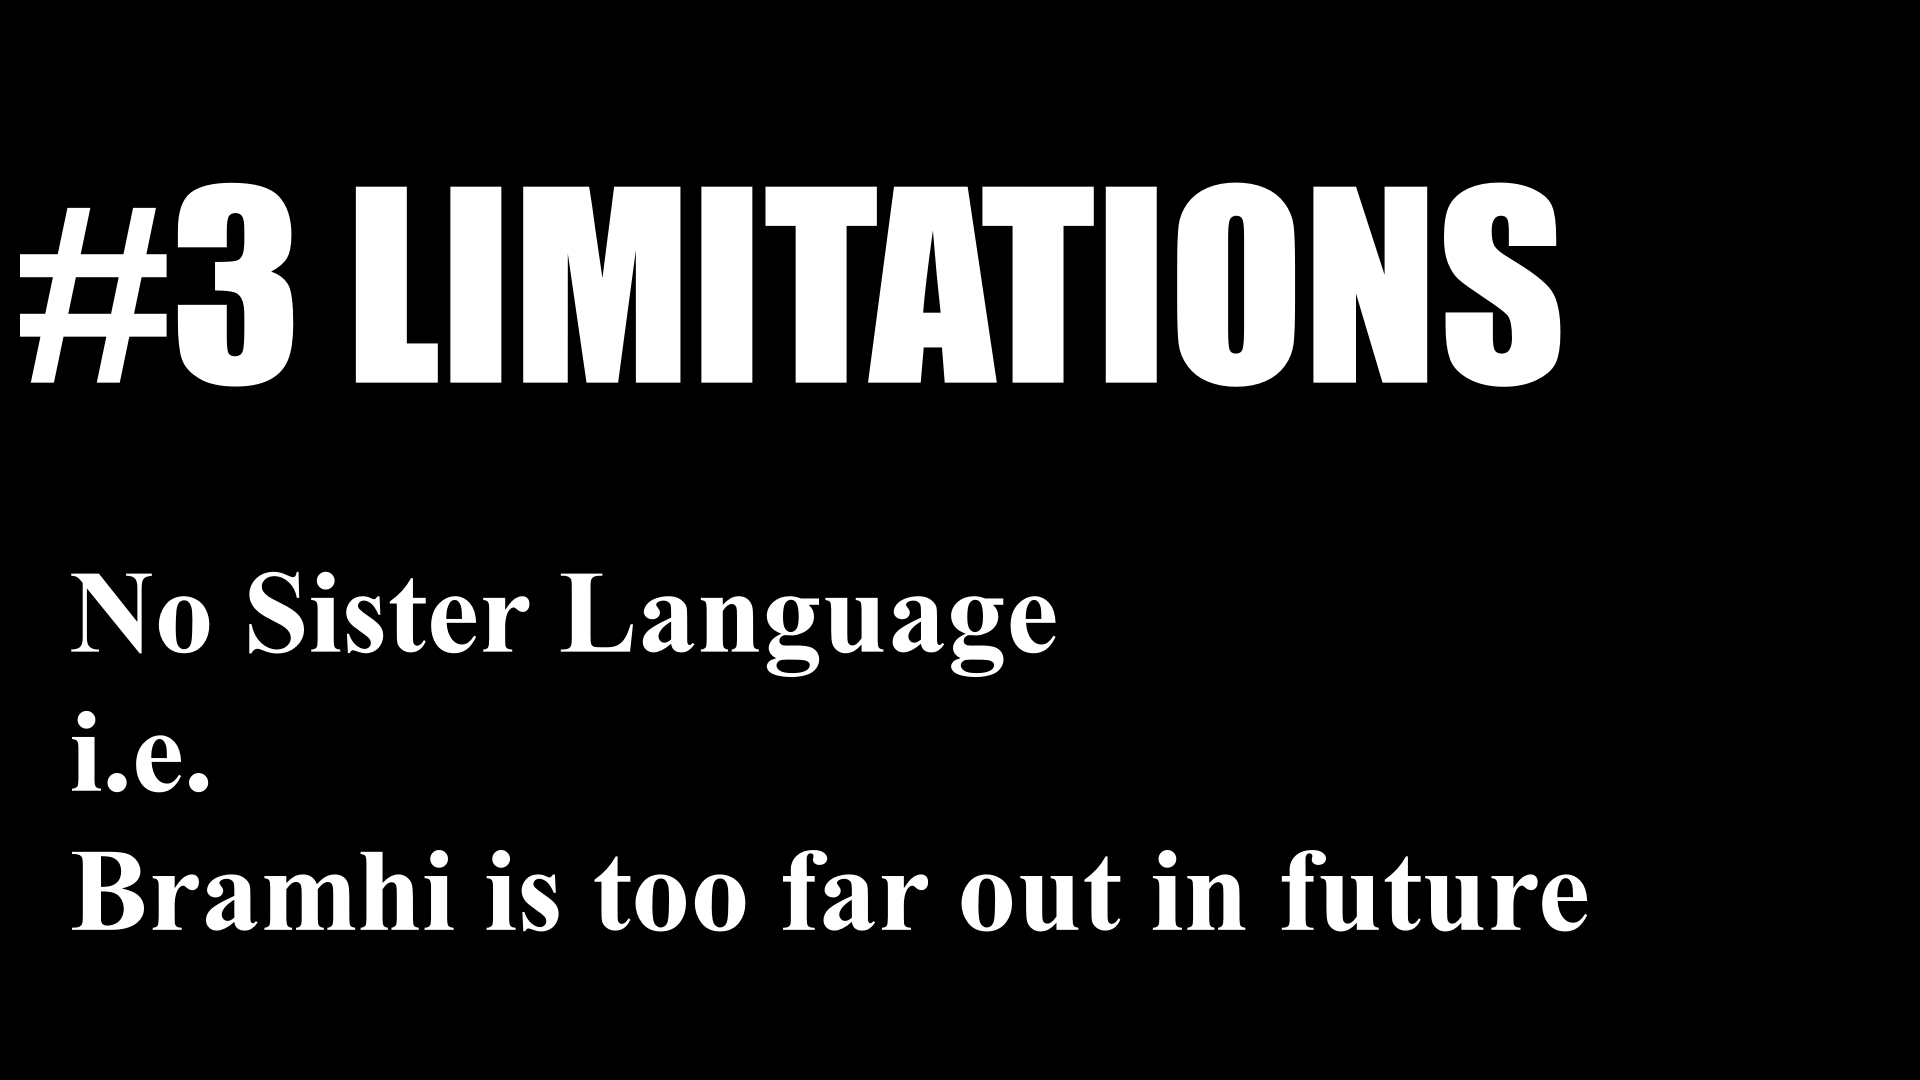 #3 LIMITATIONS
No Sister Language
i.e.
Bramhi is too far out in future